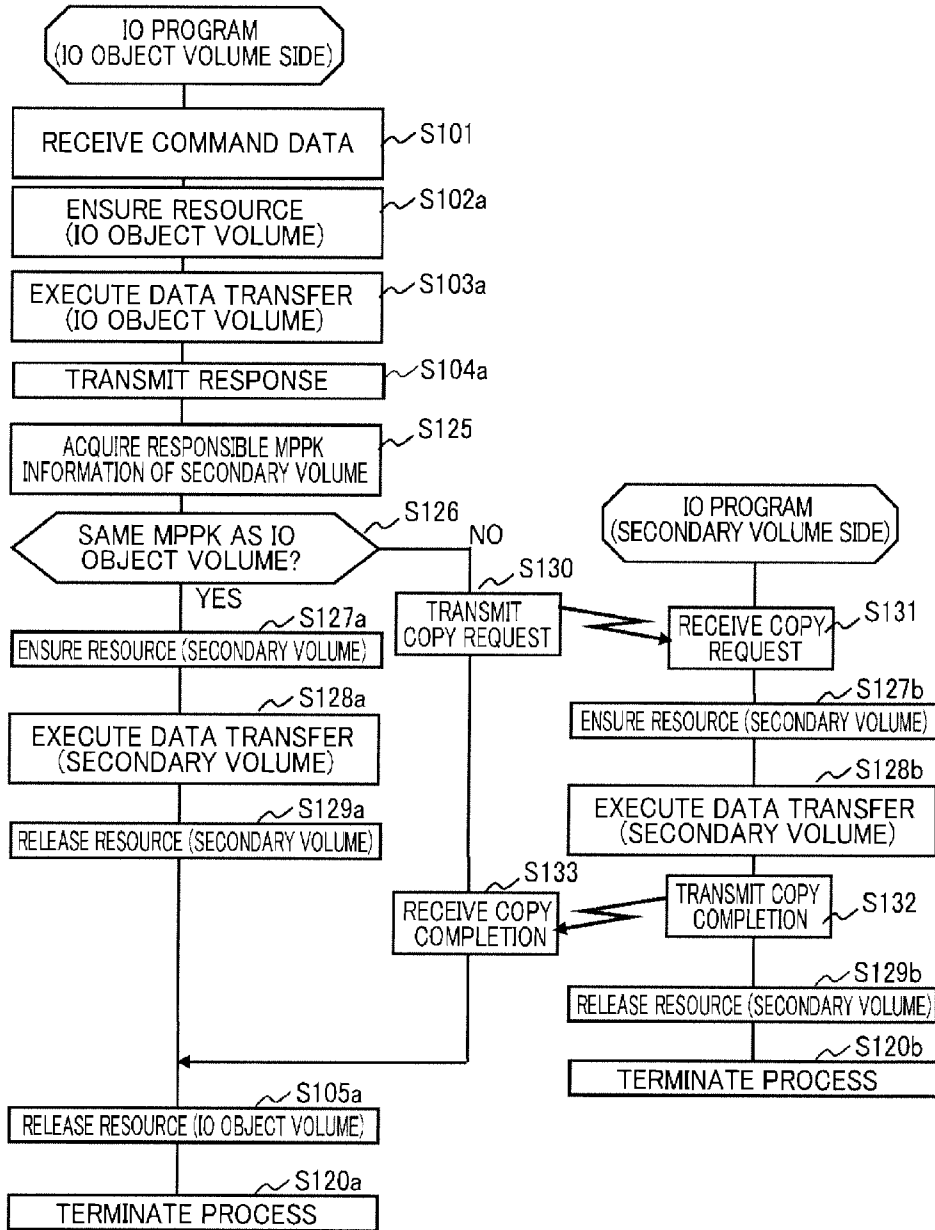 IO PROGRAM
(IO OBJECT VOLUME SIDE)
RECEIVE COMMAND DATA
S101
ENSURE RESOURCE
(IO OBJECT VOLUME)
S102a
EXECUTE DATA TRANSFER
(IO OBJECT VOLUME)
S103a
TRANSMIT RESPONSE
S104a
ACQUIRE RESPONSIBLE MPPK
INFORMATION OF SECONDARY VOLUME
S125
SAME MPPK AS IO
OBJECT VOLUME?
S126
NO
YES
S127a
ENSURE RESOURCE (SECONDARY VOLUME)
S128a
EXECUTE DATA TRANSFER
(SECONDARY VOLUME)
S129a
RELEASE RESOURCE (SECONDARY VOLUME)
S130
TRANSMIT
COPY REQUEST
S133
RECEIVE COPY
COMPLETION
IO PROGRAM
(SECONDARY VOLUME SIDE)
RECEIVE COPY
REQUEST
S131
S127b
ENSURE RESOURCE (SECONDARY VOLUME)
S128b
EXECUTE DATA TRANSFER
(SECONDARY VOLUME)
TRANSMIT COPY
COMPLETION
S132
S129b
RELEASE RESOURCE (SECONDARY VOLUME)
S120b
TERMINATE PROCESS
S105a
RELEASE RESOURCE (IO OBJECT VOLUME)
S120a
TERMINATE PROCESS